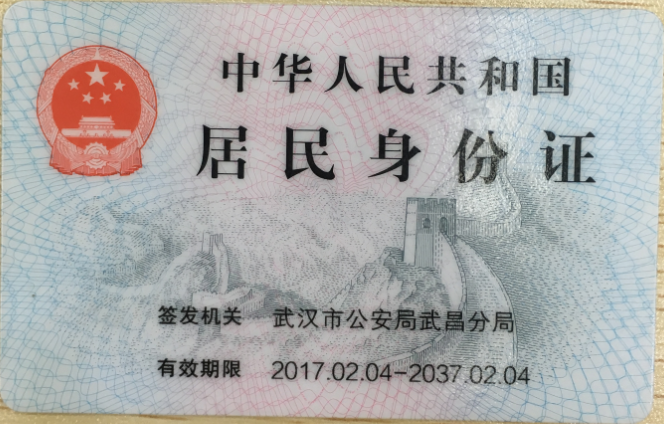 中华人民共和国
居民身份证
签发机关 武汉市公安局武昌分局
有效期限 2017.02.04-2037.02.04